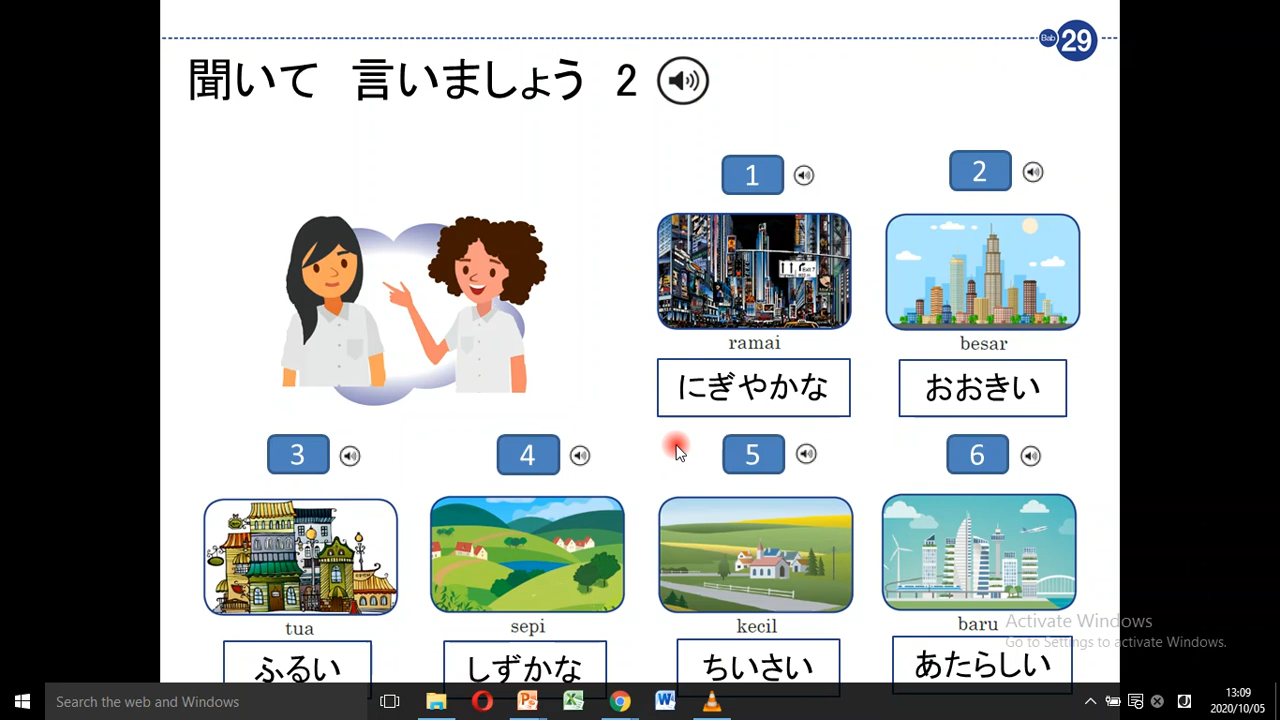 Bab 29
聞いて 言いましょう 2
1
2
ramai
besar
にぎやかな
おおきい
3
4
5
6
tua
sepi
kecil
baru
ふるい
しずかな
ちいさい
あたらしい
Activate Windows
Go to Settings to activate Windows.
Search the web and Windows
13:09
2020/10/05